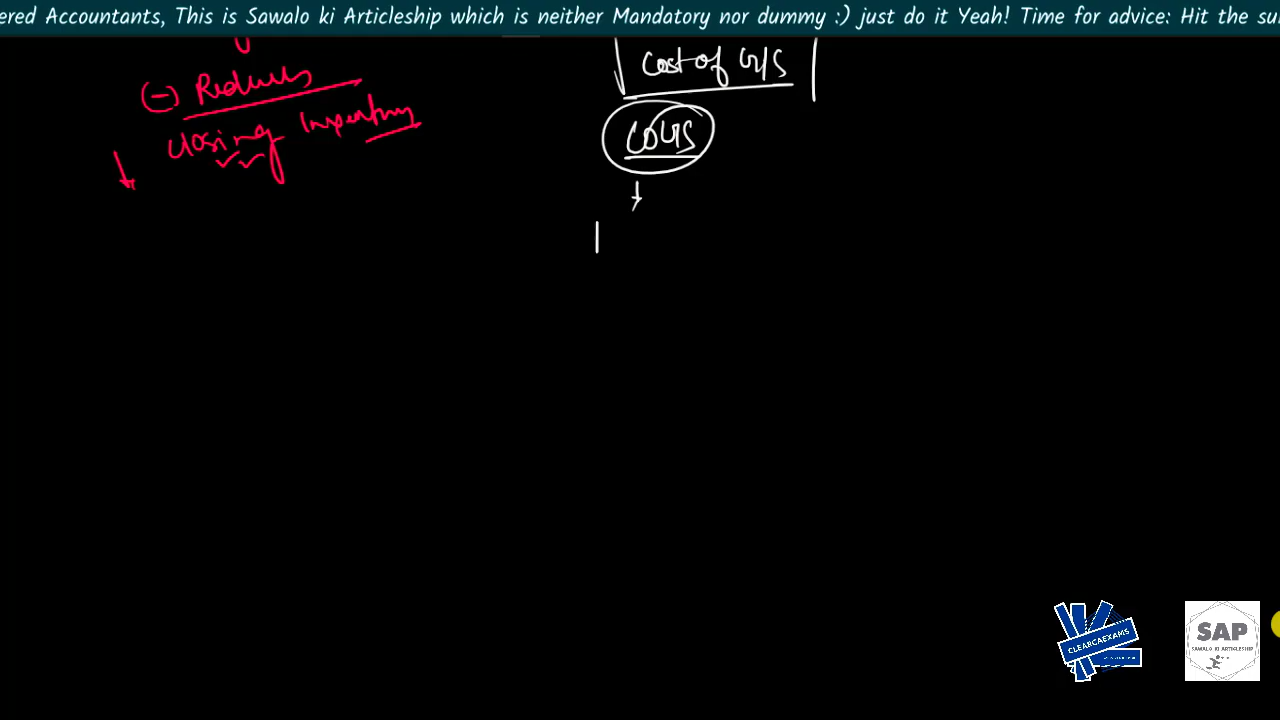 ered Accountants, This is Sawalo ki Articleship which is neither Mandatory nor dummy :) just do it Yeah! Time for advice: Hit the su
(-) Reduces
closing Inventory
Cost of G/S
COGS
CLEARCAEXAMS
SAP
SAWALO KI ARTICLESHIP